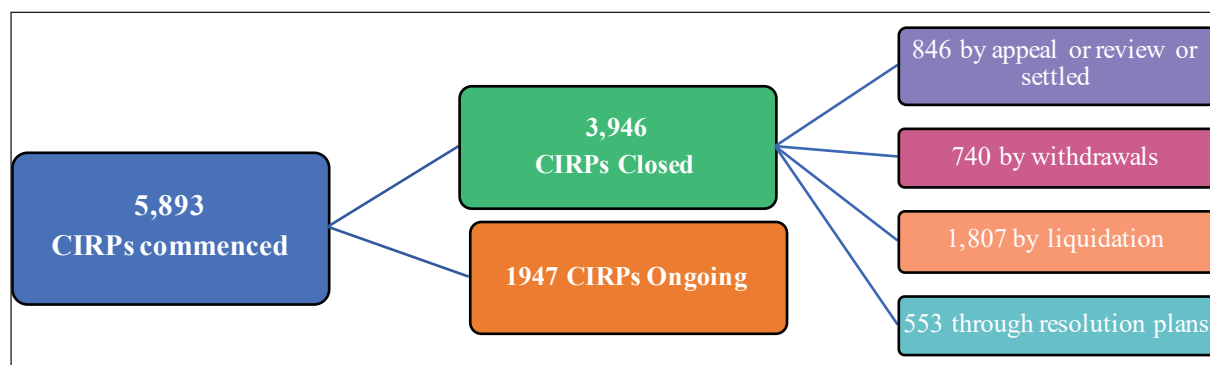 5,893
CIRPs commenced
3,946
CIRPs Closed
1947 CIRPs Ongoing
846 by appeal or review or
settled
740 by withdrawals
1,807 by liquidation
553 through resolution plans